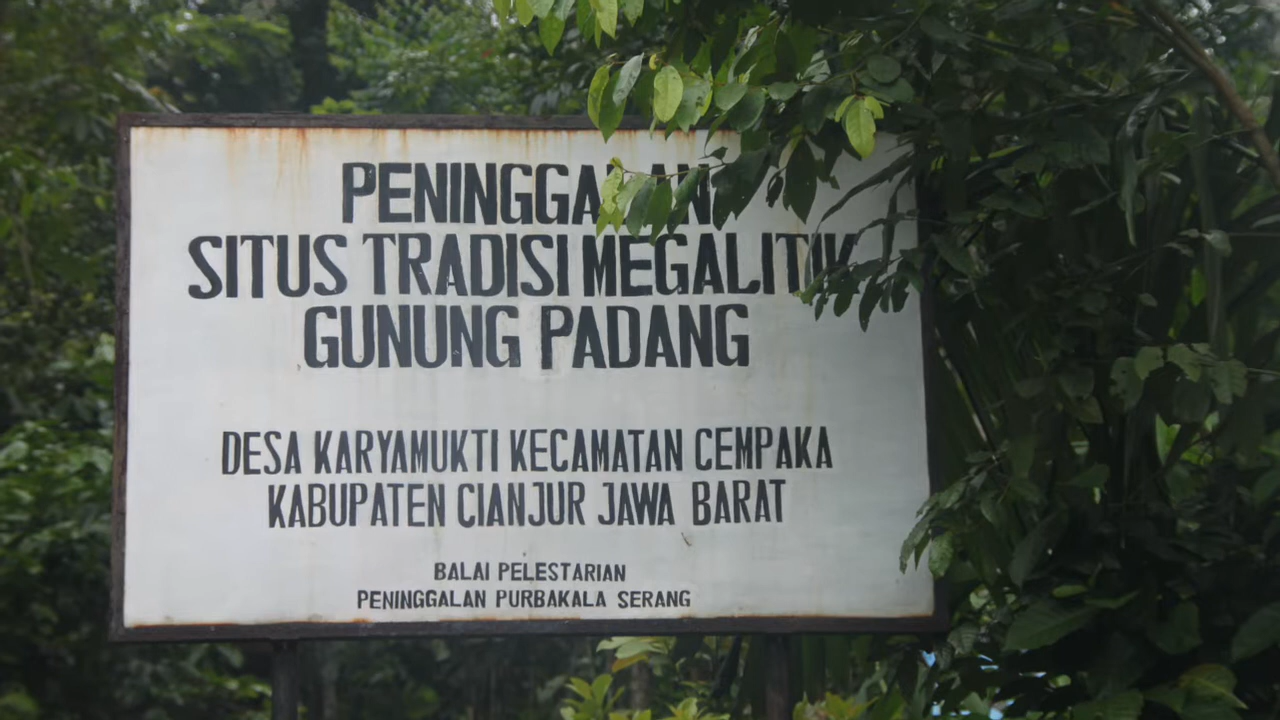 PENINGGALAN
SITUS TRADISI MEGALITIK
GUNUNG PADANG
DESA KARYAMUKTI KECAMATAN CEMPAKA
KABUPATEN CIANJUR JAWA BARAT
BALAI PELESTARIAN
PENINGGALAN PURBAKALA SERANG